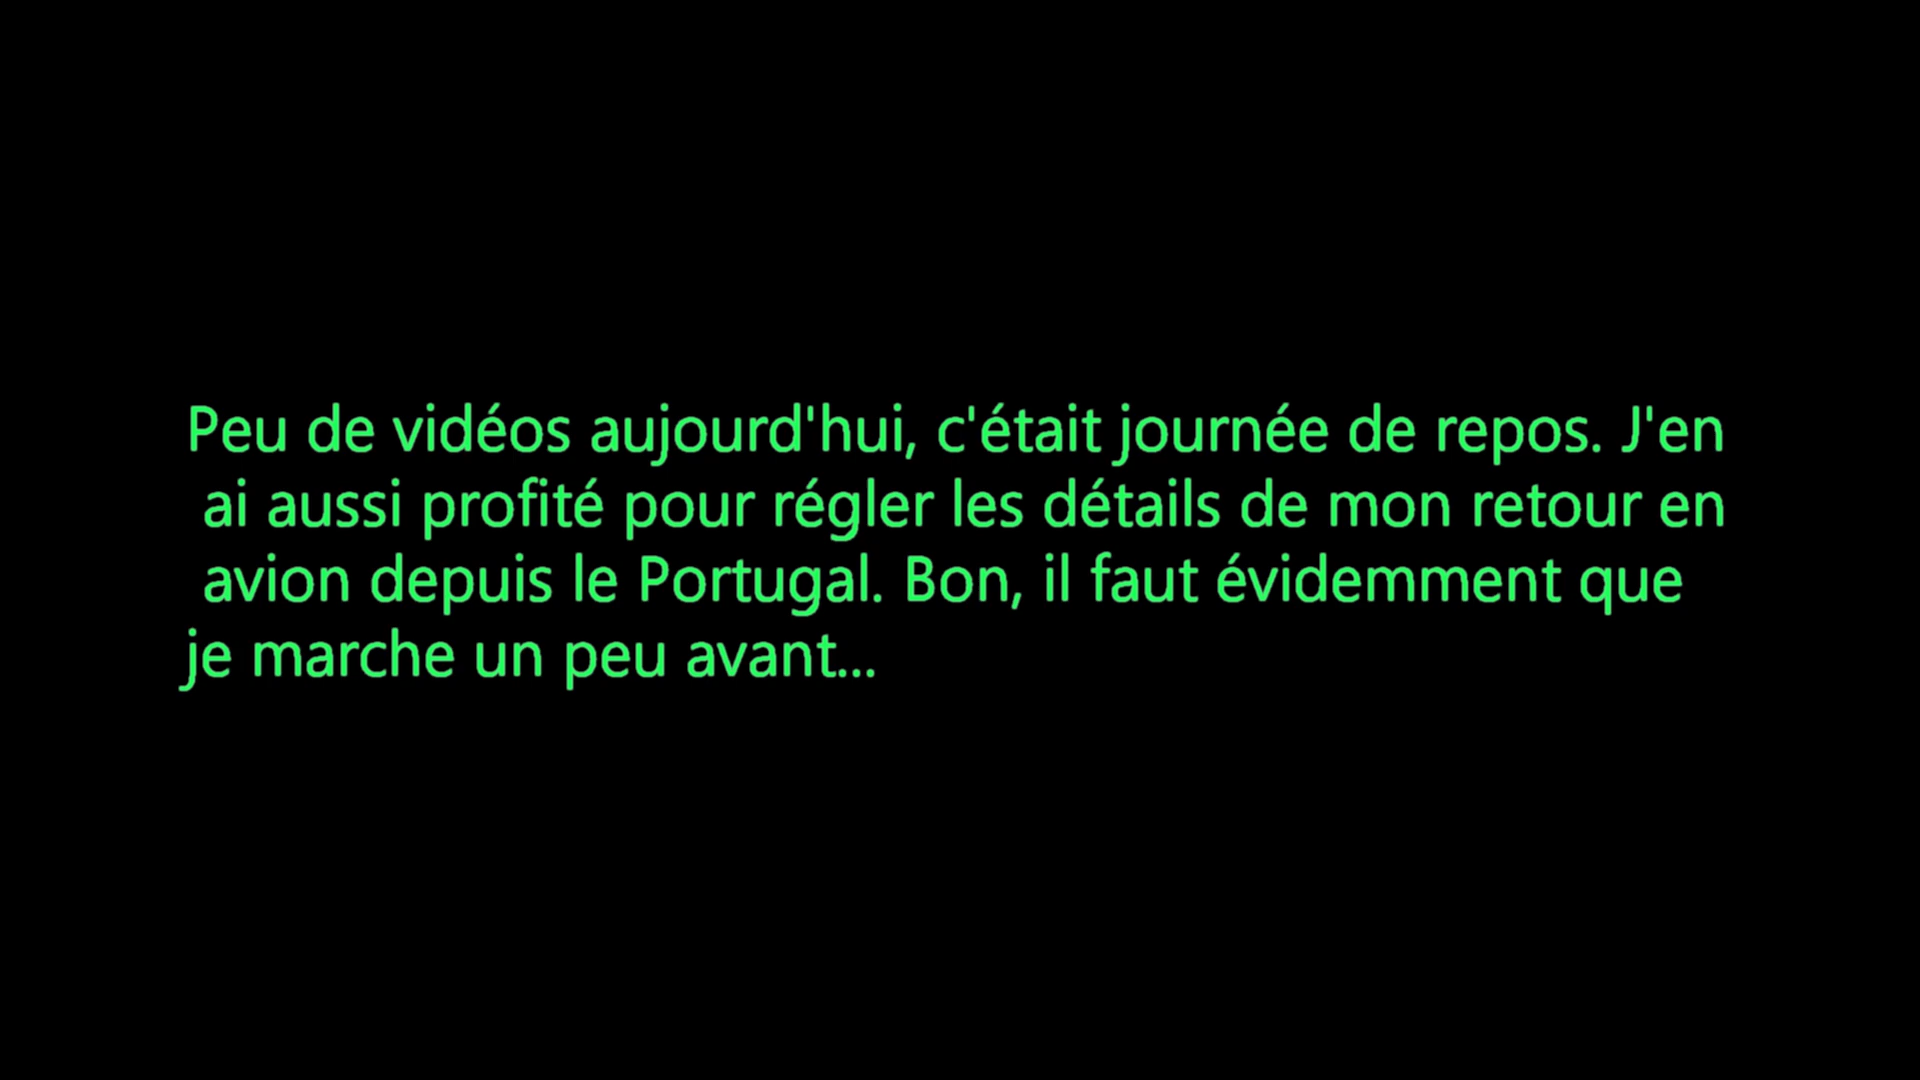 Peu de vidéos aujourd'hui, c'était journée de repos. J'en
ai aussi profité pour régler les détails de mon retour en
avion depuis le Portugal. Bon, il faut évidemment que
je marche un peu avant...